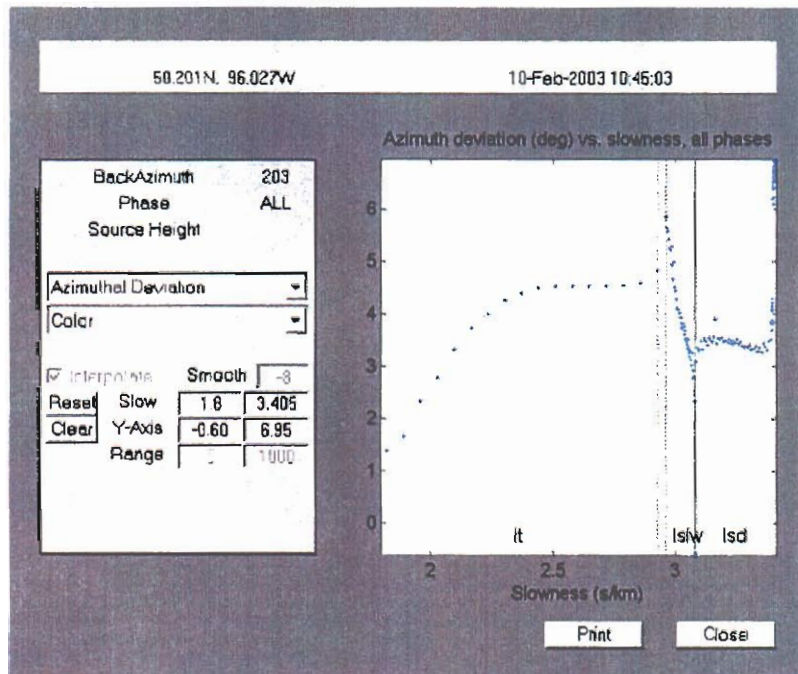 50.201N, 96.027W 10-Feb-2003 10:45:03
Azimuth deviation (deg) vs. slowness, all phases
BackAzimuth 203
Phase ALL
Source Height
Azimuthal Deviation
Color
Interpolate Smooth -8
Reset Slow 1.8 3.405
Clear Y-Axis -0.60 6.95
Range 1000
6
5
4
3
2
1
0
It Isd
2 2.5 3
Slowness (s/km)
Print Close